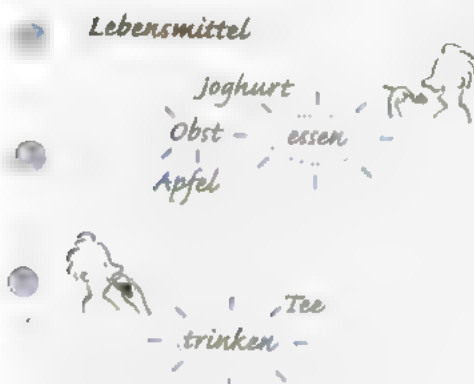 Lebensmittel
Joghurt
Obst
essen
Apfel
Tee
trinken